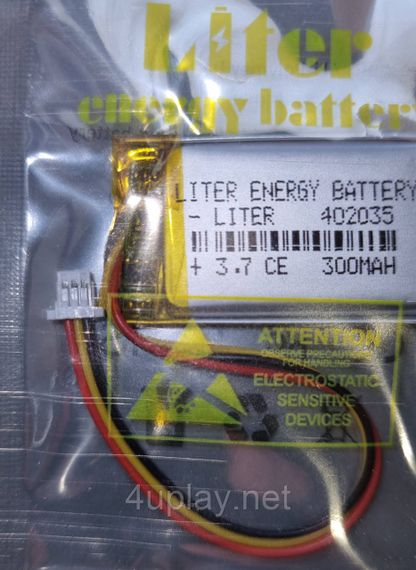 Liter
energy batter
LITER ENERGY BATTERY
- LITER 402035
+ 3.7 CE 300MAH
ATTENTION
OBSERVE PRECAUTIONS
FOR HANDLING
ELECTROSTATIC
SENSITIVE
DEVICES
4uplay.net